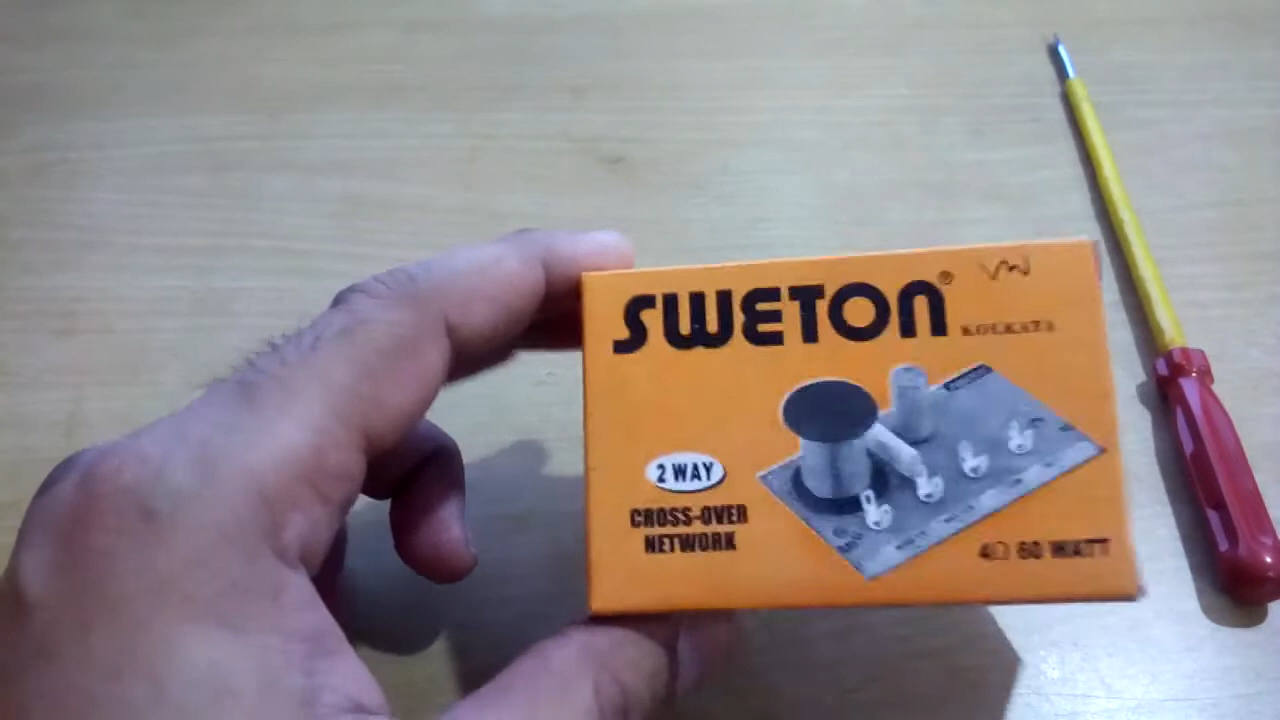 SWETON®
KOLKATA
2 WAY
CROSS-OVER
NETWORK
4Ω 60 WATT